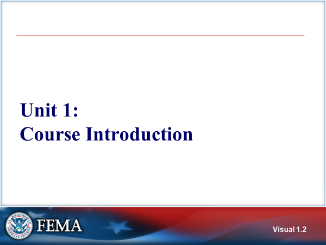 Unit 1:
Course Introduction
FEMA
Visual 1.2